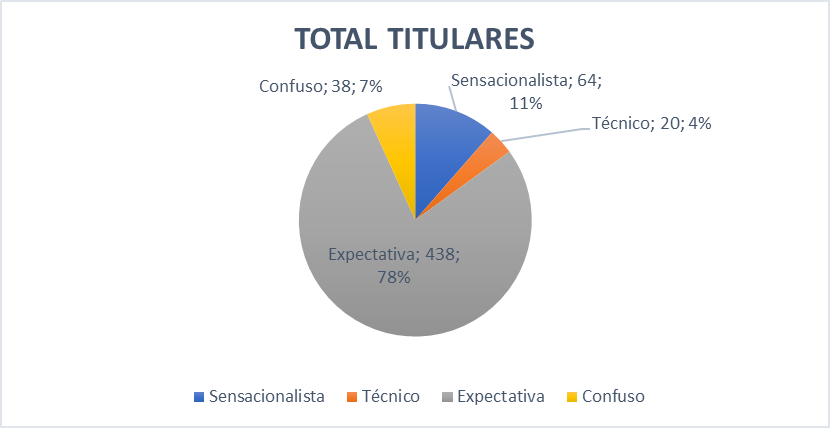 TOTAL TITULARES
Confuso; 38; 7%
Sensacionalista; 64;
11%
Técnico; 20; 4%
Expectativa; 438;
78%
Sensacionalista Técnico Expectativa Confuso